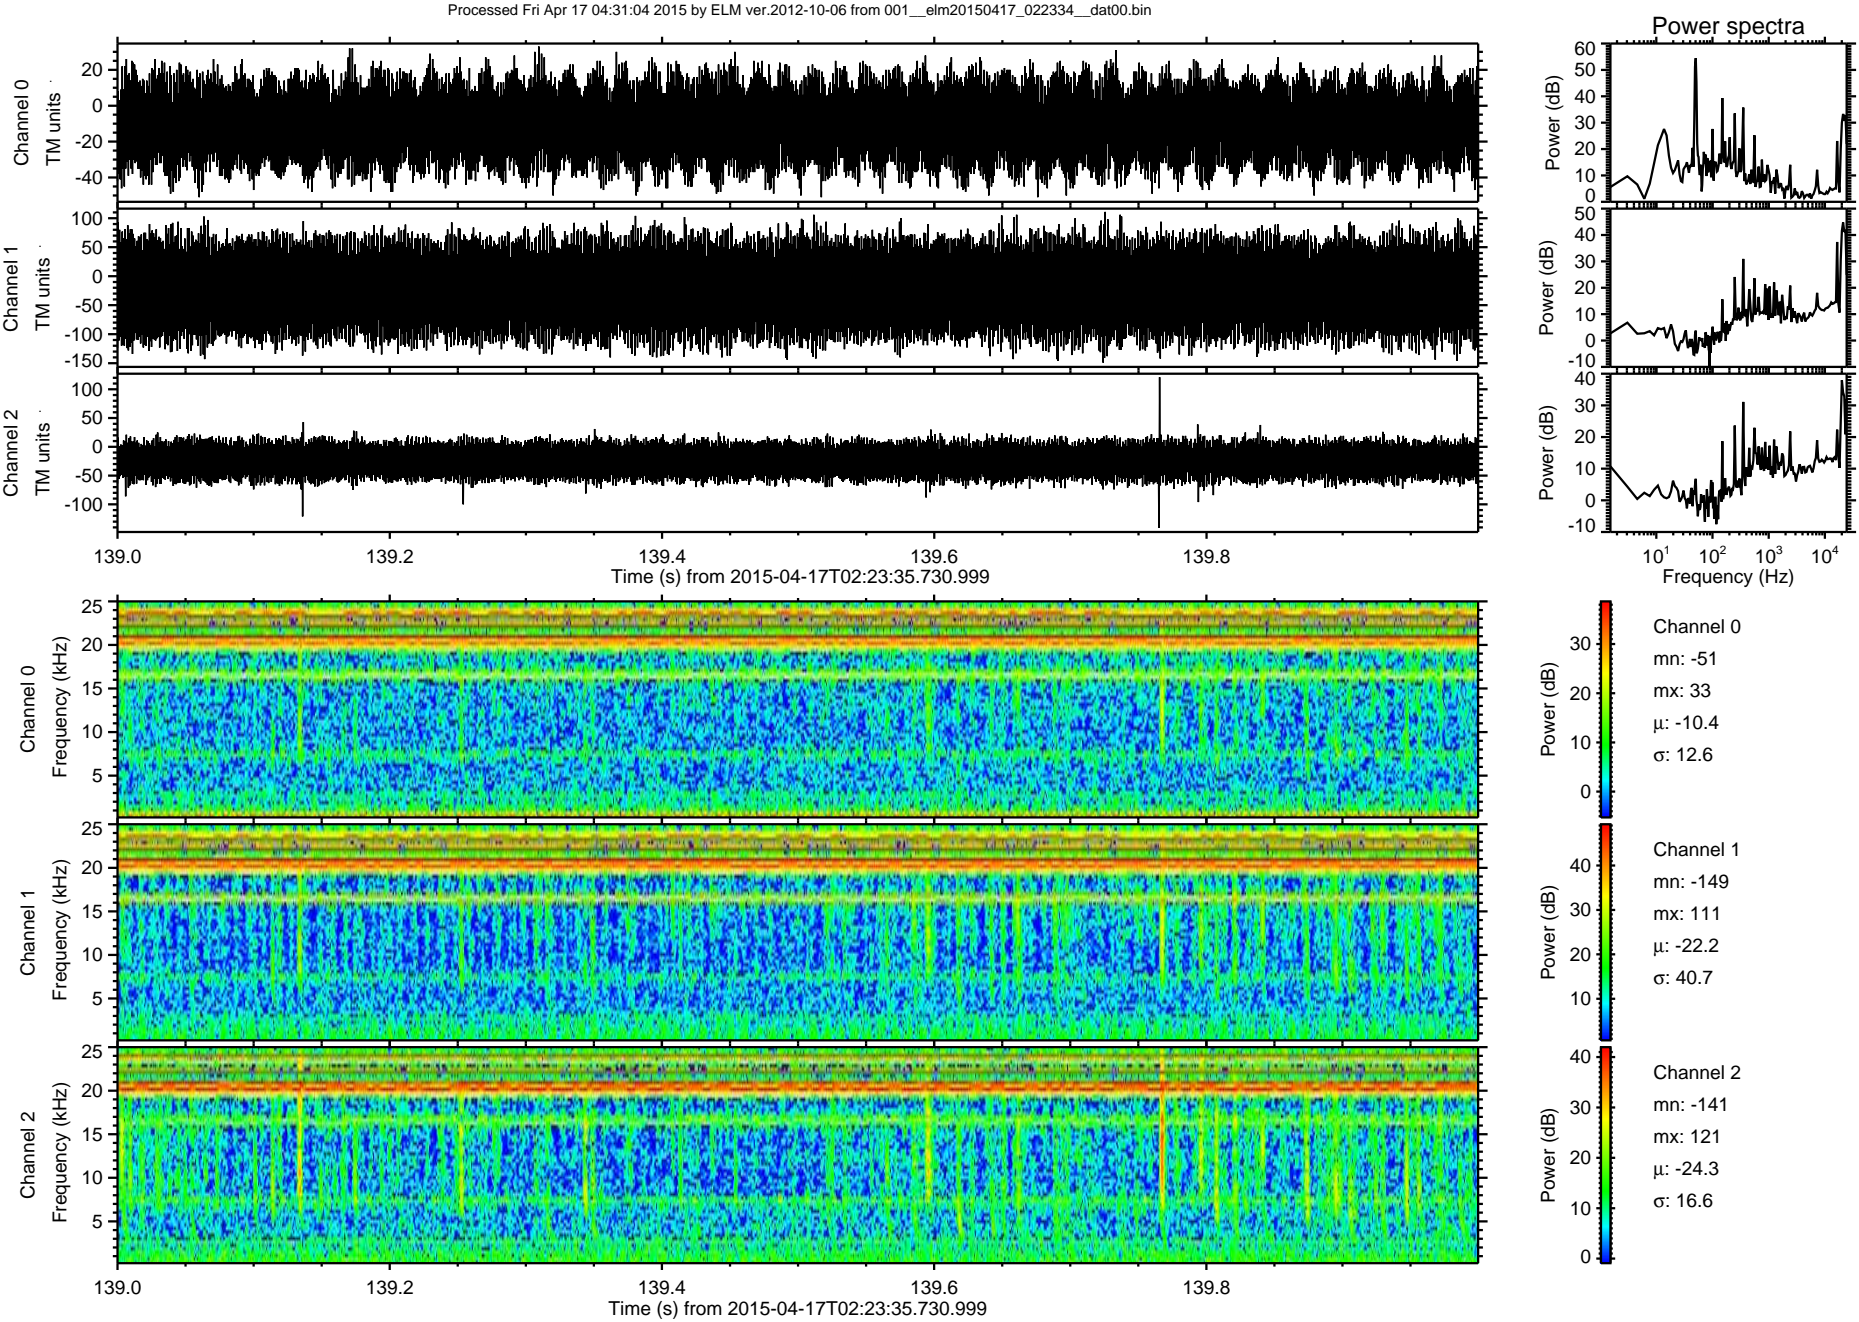 Processed Fri Apr 17 04:31:04 2015 by ELM ver.2012-10-06 from 001__elm20150417_022334__dat00.bin
Power spectra
Channel 0
TM units
20
0
-20
-40
Power (dB)
60
50
40
30
20
10
0
Channel 1
TM units
100
50
0
-50
-100
-150
Power (dB)
50
40
30
20
10
0
-10
Channel 2
TM units
100
50
0
-50
-100
Power (dB)
40
30
20
10
0
-10
139.0 139.2 139.4 139.6 139.8
Time (s) from 2015-04-17T02:23:35.730.999
10¹ 10² 10³ 10⁴
Frequency (Hz)
Channel 0
Frequency (kHz)
25
20
15
10
5
Power (dB)
30
20
10
0
Channel 0
mn: -51
mx: 33
μ: -10.4
σ: 12.6
Channel 1
Frequency (kHz)
25
20
15
10
5
Power (dB)
40
30
20
10
Channel 1
mn: -149
mx: 111
μ: -22.2
σ: 40.7
Channel 2
Frequency (kHz)
25
20
15
10
5
Power (dB)
40
30
20
10
0
Channel 2
mn: -141
mx: 121
μ: -24.3
σ: 16.6
139.0 139.2 139.4 139.6 139.8
Time (s) from 2015-04-17T02:23:35.730.999